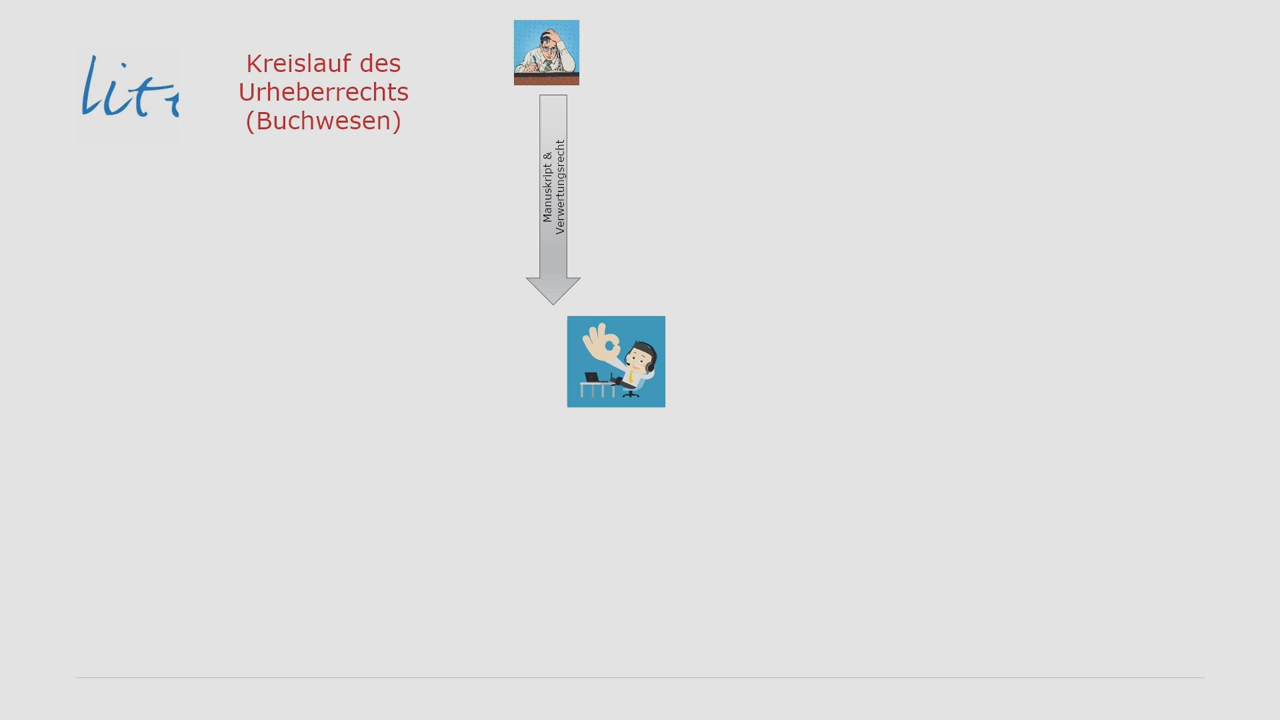 Kreislauf des
Urheberrechts
(Buchwesen)
Manuskript &
Verwertungsrecht